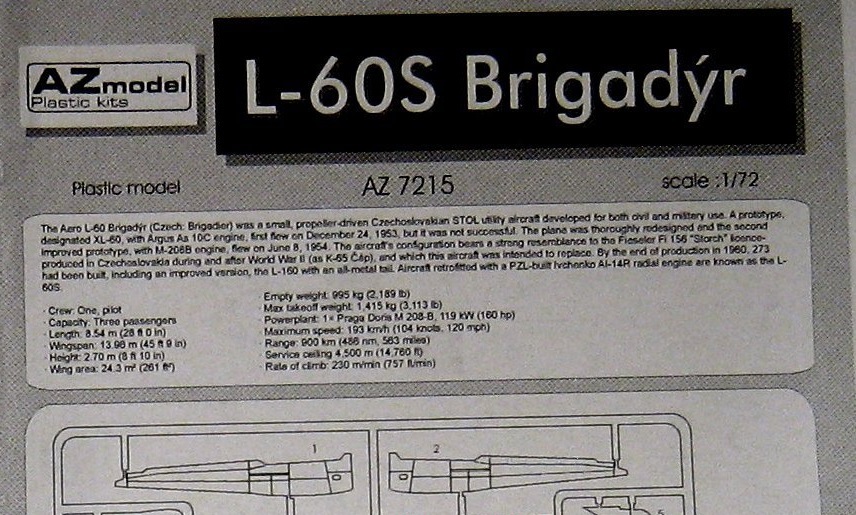 AZmodel
Plastic kits
L-60S Brigadýr
Plastic model
AZ 7215
scale :1/72
The Aero L-60 Brigadýr (Czech: Brigadier) was a small, propeller-driven Czechoslovakian STOL utility aircraft developed for both civil and military use. A prototype,
designated XL-60, with Argus As 10C engine, first flew on December 24, 1953, but it was not successful. The plane was thoroughly redesigned and the second
improved prototype, with M-208B engine, flew on June 8, 1954. The aircraft's configuration bears a strong resemblance to the Fieseler Fi 156 "Storch" licence-
produced in Czechoslovakia during and after World War II (as K-65 Čáp), and which this aircraft was intended to replace. By the end of production in 1960, 273
had been built, including an improved version, the L-160 with an all-metal tail. Aircraft retrofitted with a PZL-built Ivchenko AI-14R radial engine are known as the L-
60S.
· Crew: One, pilot
· Capacity: Three passengers
· Length: 8.54 m (28 ft 0 in)
· Wingspan: 13.96 m (45 ft 9 in)
· Height: 2.70 m (8 ft 10 in)
· Wing area: 24.3 m² (261 ft²)
· Empty weight: 995 kg (2,189 lb)
· Max takeoff weight: 1,415 kg (3,113 lb)
· Powerplant: 1× Praga Doris M 208-B, 119 kW (160 hp)
· Maximum speed: 193 km/h (104 knots, 120 mph)
· Range: 900 km (486 nm, 563 miles)
· Service ceiling 4,500 m (14,760 ft)
· Rate of climb: 230 m/min (757 ft/min)
1
2
5